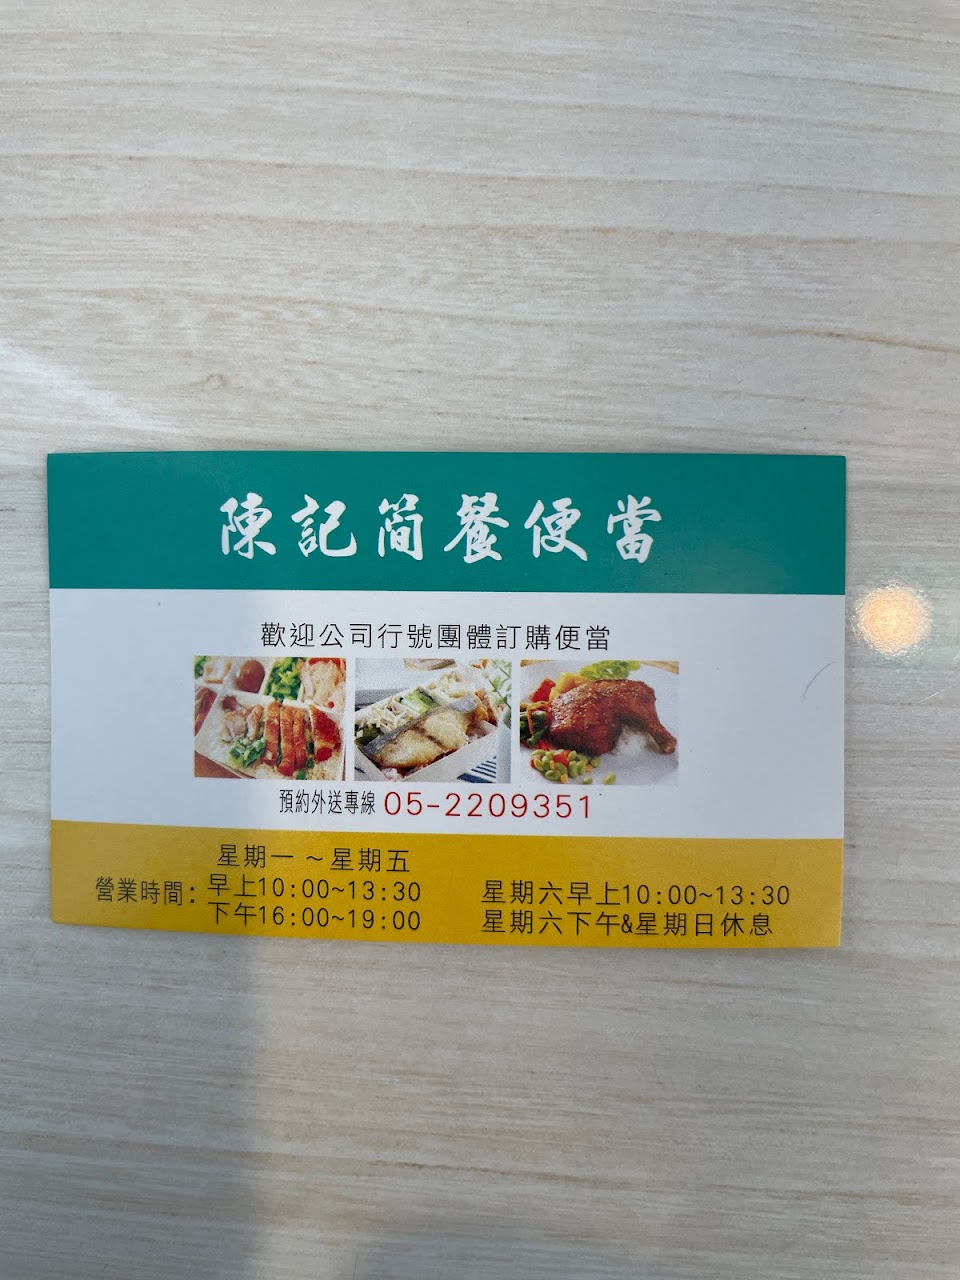 陳記簡餐便當
歡迎公司行號團體訂購便當
預約外送專線 05-2209351
星期一 ~ 星期五
營業時間: 早上10:00~13:30
下午16:00~19:00
星期六早上10:00~13:30
星期六下午&星期日休息